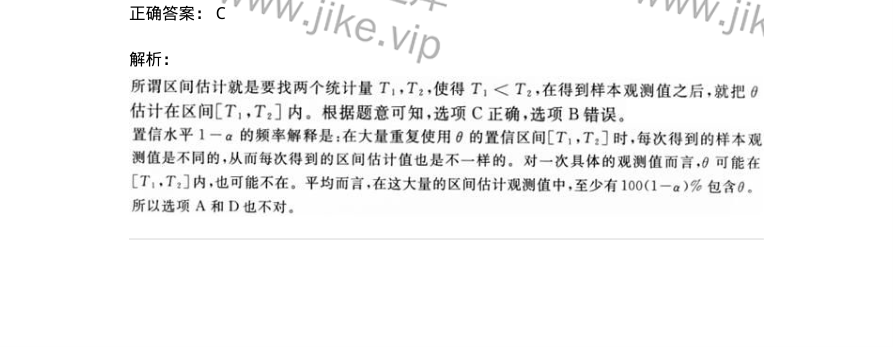 www.jike.vip
www.jik
正确答案： C
解析：
所谓区间估计就是要找两个统计量 T₁,T₂,使得 T₁＜T₂,在得到样本观测值之后,就把 θ
估计在区间[T₁,T₂]内。根据题意可知,选项 C 正确,选项 B 错误。
置信水平 1－α 的频率解释是:在大量重复使用 θ 的置信区间[T₁,T₂]时,每次得到的样本观
测值是不同的,从而每次得到的区间估计值也是不一样的。对一次具体的观测值而言,θ 可能在
[T₁,T₂]内,也可能不在。平均而言,在这大量的区间估计观测值中,至少有100(1－α)% 包含θ。
所以选项 A 和 D 也不对。